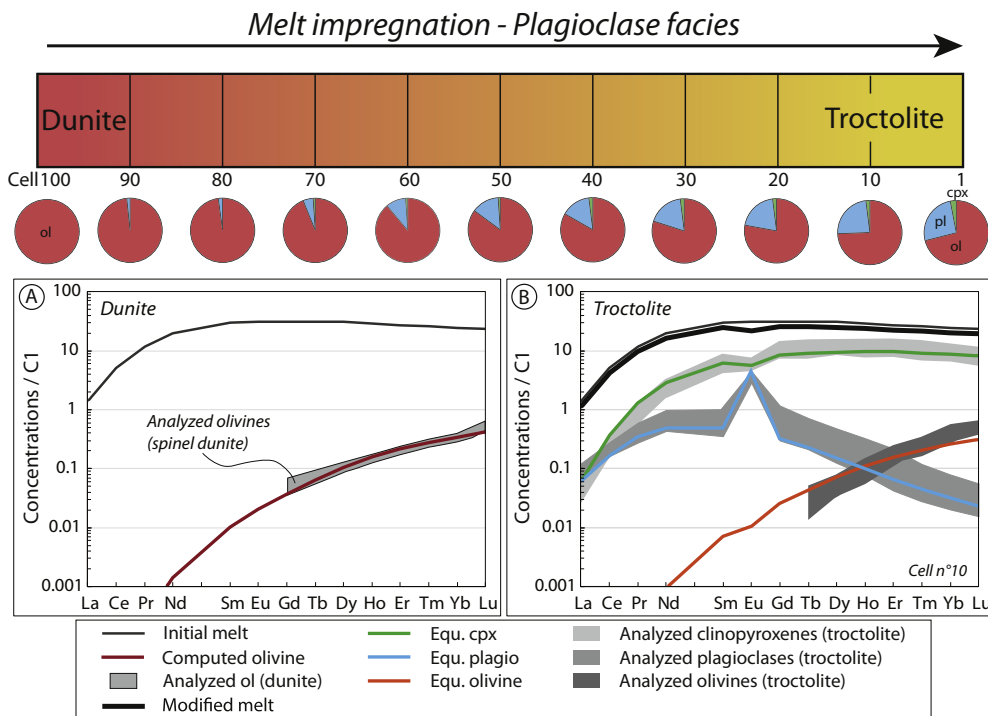 Melt impregnation - Plagioclase facies
Dunite
Troctolite
Cell 100 90 80 70 60 50 40 30 20 10 1
cpx
ol
pl
ol
A
Dunite
100
10
1
0.1
0.01
0.001
Concentrations / C1
Analyzed olivines
(spinel dunite)
La Ce Pr Nd Sm Eu Gd Tb Dy Ho Er Tm Yb Lu
B
Troctolite
100
10
1
0.1
0.01
0.001
Concentrations / C1
Cell n°10
La Ce Pr Nd Sm Eu Gd Tb Dy Ho Er Tm Yb Lu
Initial melt
Computed olivine
Analyzed ol (dunite)
Modified melt
Equ. cpx
Equ. plagio
Equ. olivine
Analyzed clinopyroxenes (troctolite)
Analyzed plagioclases (troctolite)
Analyzed olivines (troctolite)